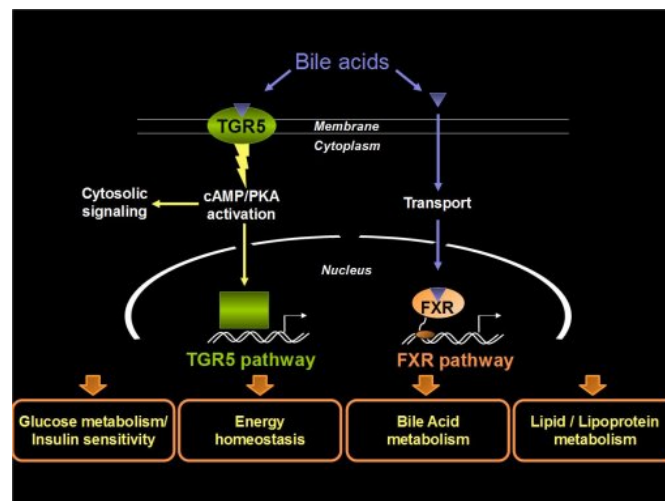 Bile acids
TGR5
Membrane
Cytoplasm
Cytosolic
signaling
cAMP/PKA
activation
Transport
Nucleus
FXR
TGR5 pathway
FXR pathway
Glucose metabolism/
Insulin sensitivity
Energy
homeostasis
Bile Acid
metabolism
Lipid / Lipoprotein
metabolism